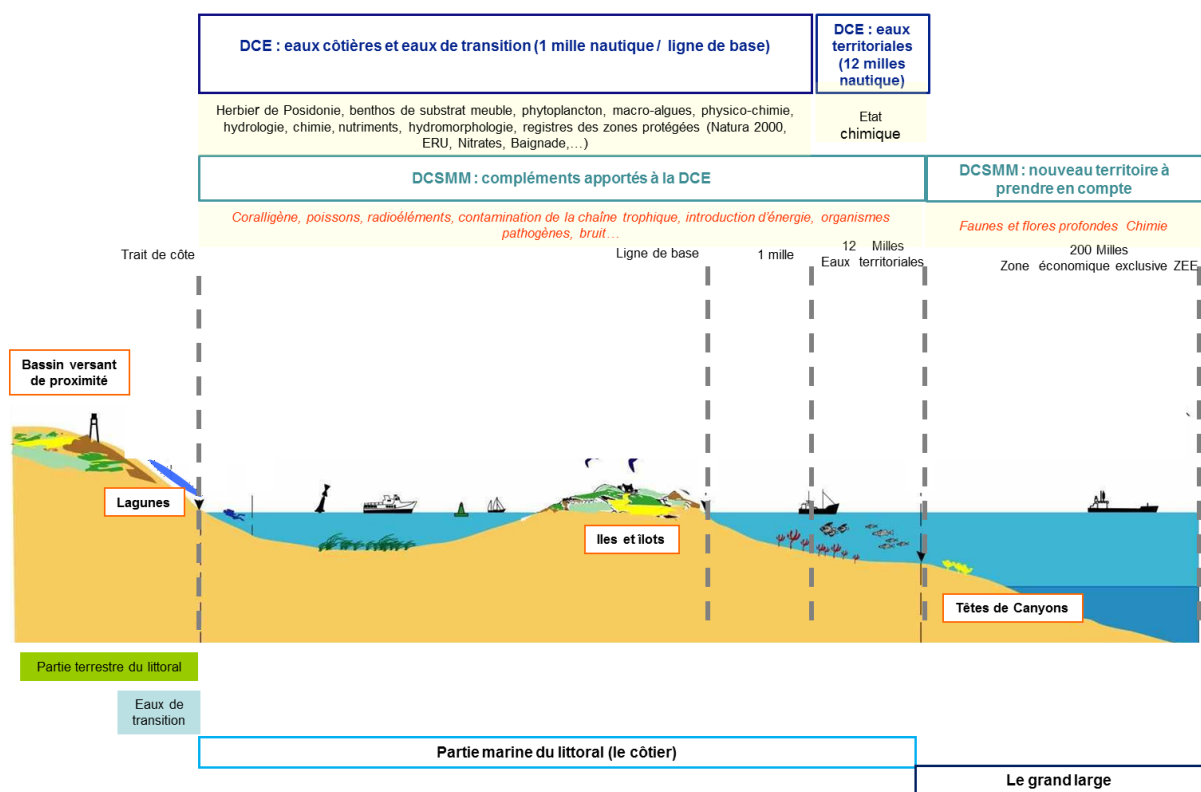 DCE : eaux côtières et eaux de transition (1 mille nautique / ligne de base)
DCE : eaux
territoriales
(12 milles
nautique)
Herbier de Posidonie, benthos de substrat meuble, phytoplancton, macro-algues, physico-chimie,
hydrologie, chimie, nutriments, hydromorphologie, registres des zones protégées (Natura 2000,
ERU, Nitrates, Baignade,…)
Etat
chimique
DCSMM : compléments apportés à la DCE
DCSMM : nouveau territoire à
prendre en compte
Coralligène, poissons, radioéléments, contamination de la chaîne trophique, introduction d'énergie, organismes
pathogènes, bruit…
Faunes et flores profondes Chimie
Trait de côte
Ligne de base
1 mille
12 Milles
Eaux territoriales
200 Milles
Zone économique exclusive ZEE
Bassin versant
de proximité
Lagunes
Iles et îlots
Têtes de Canyons
Partie terrestre du littoral
Eaux de
transition
Partie marine du littoral (le côtier)
Le grand large